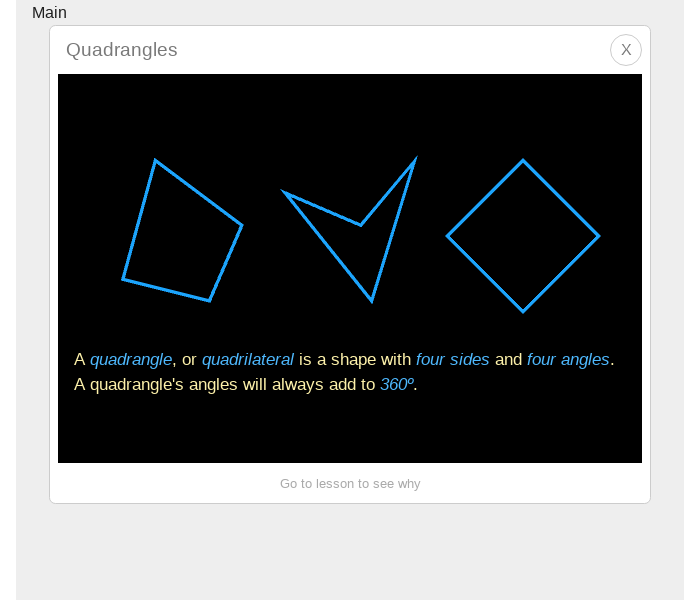 Main
Quadrangles
X
A quadrangle, or quadrilateral is a shape with four sides and four angles.
A quadrangle's angles will always add to 360º.
Go to lesson to see why